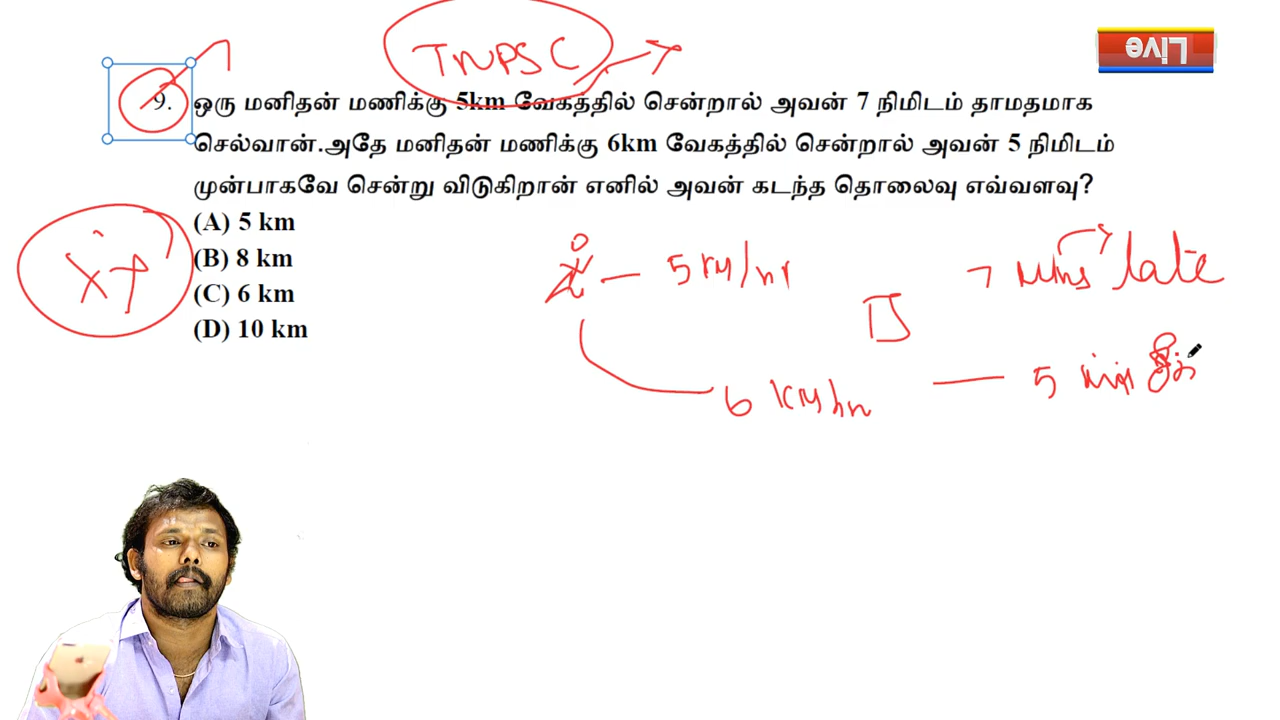 TNPSC
Live
9. ஒரு மனிதன் மணிக்கு 5km வேகத்தில் சென்றால் அவன் 7 நிமிடம் தாமதமாக
செல்வான்.அதே மனிதன் மணிக்கு 6km வேகத்தில் சென்றால் அவன் 5 நிமிடம்
முன்பாகவே சென்று விடுகிறான் எனில் அவன் கடந்த தொலைவு எவ்வளவு?
(A) 5 km
(B) 8 km
(C) 6 km
(D) 10 km
5 km/hr
7 mins late
6 km/hr
5